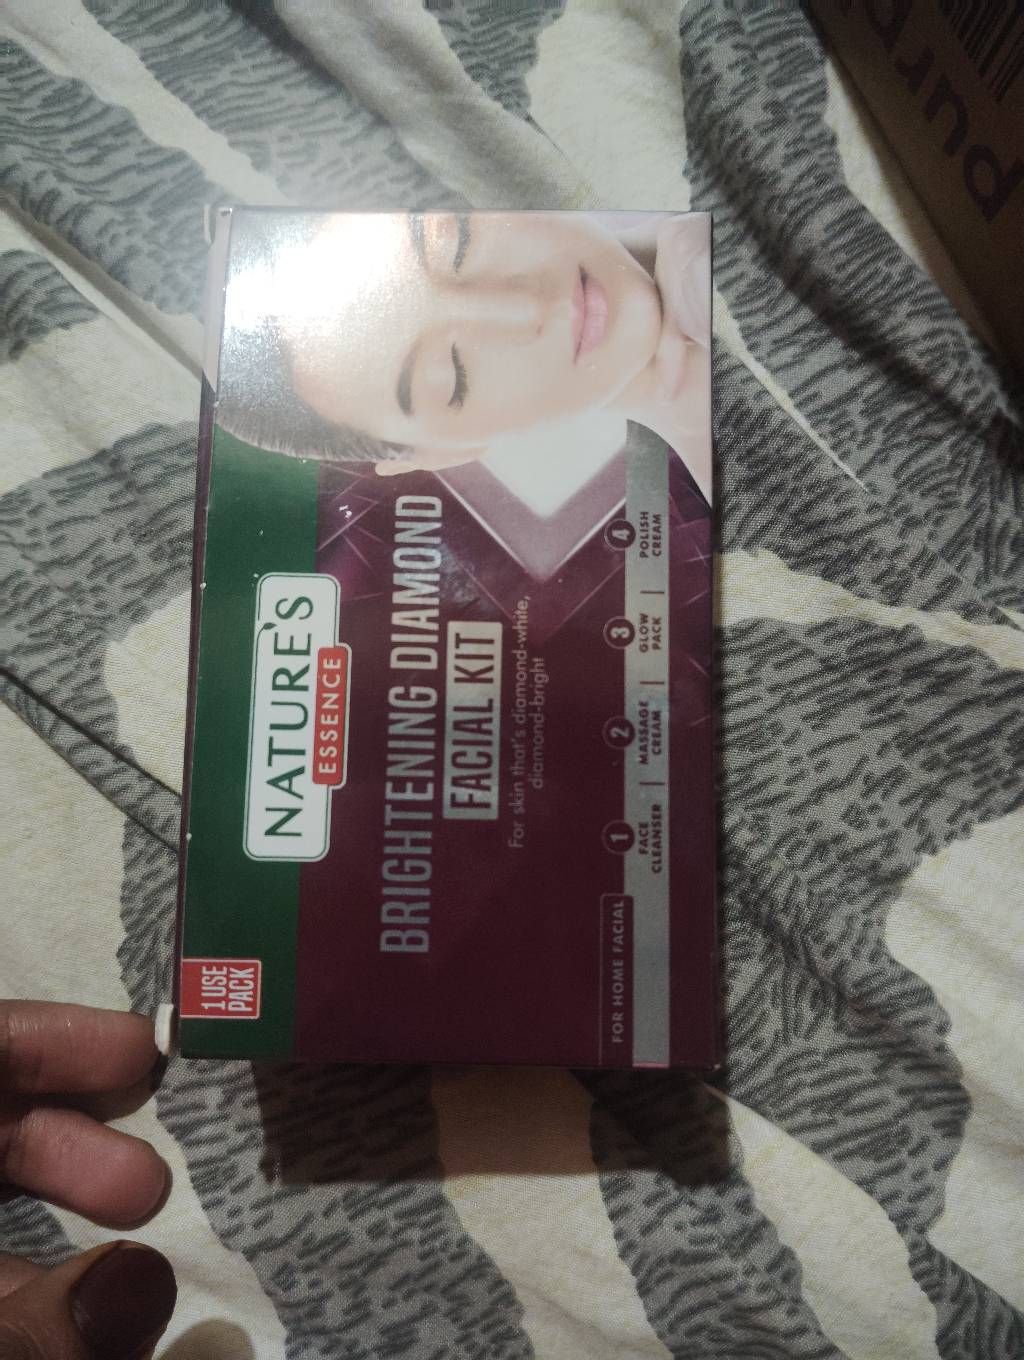 1 USE
PACK
NATURE'S
ESSENCE
BRIGHTENING DIAMOND
FACIAL KIT
For skin that's diamond-white,
diamond-bright
FOR HOME FACIAL
1 2 3 4
FACE CLEANSER
MASSAGE CREAM
GLOW PACK
POLISH CREAM
purp